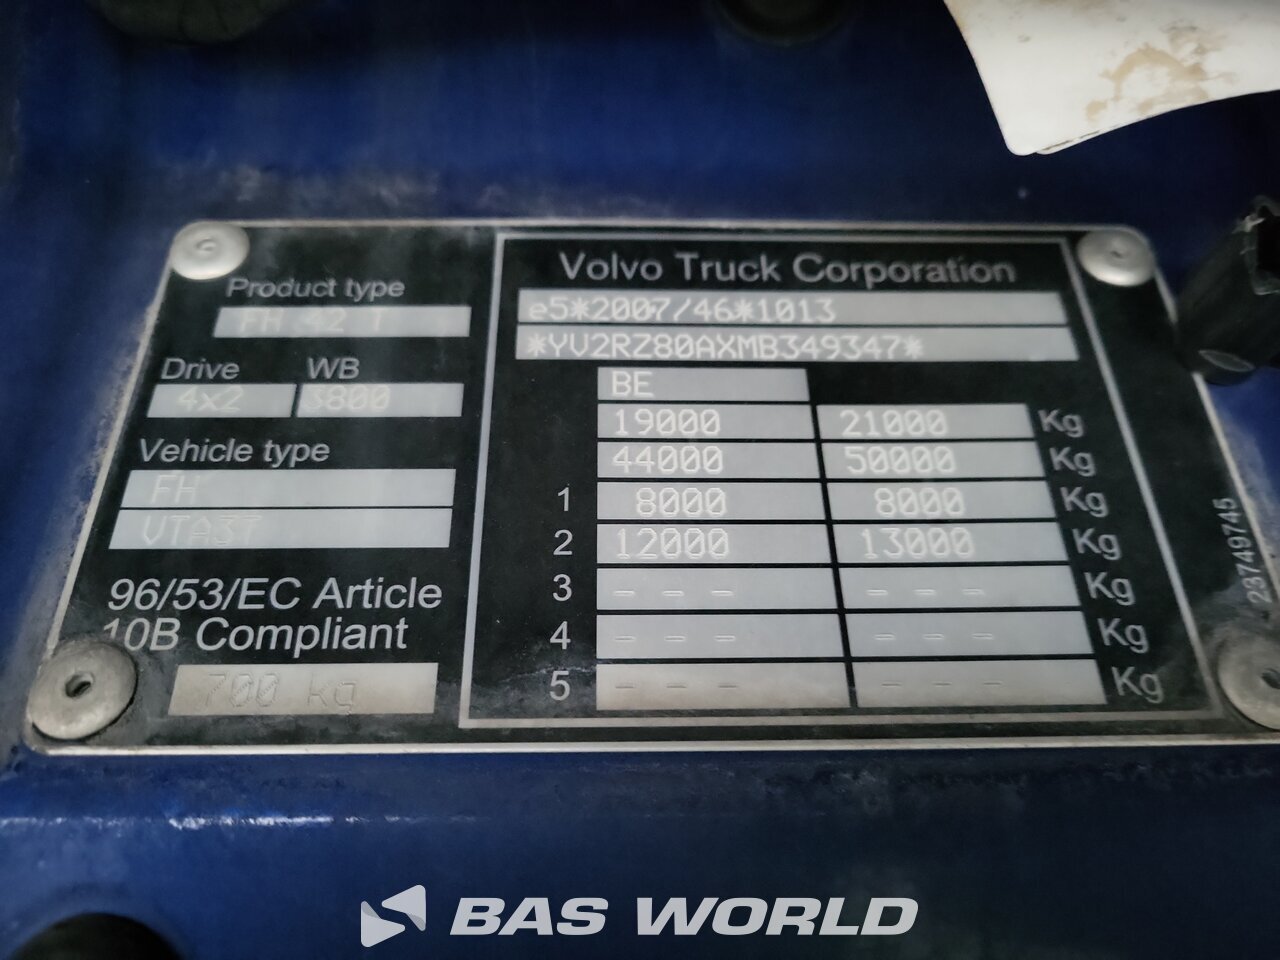 Product type
FH 42 T
Drive WB
4x2 3800
Vehicle type
FH
VTA3T
96/53/EC Article
10B Compliant
700 kg
Volvo Truck Corporation
e5*2007/46*1013
*YV2RZ80AXMB349347*
BE
19000 21000 Kg
44000 50000 Kg
1 8000 8000 Kg
2 12000 13000 Kg
3 - - - - - - Kg
4 - - - - - - Kg
5 - - - - - - Kg
23749745
BAS WORLD